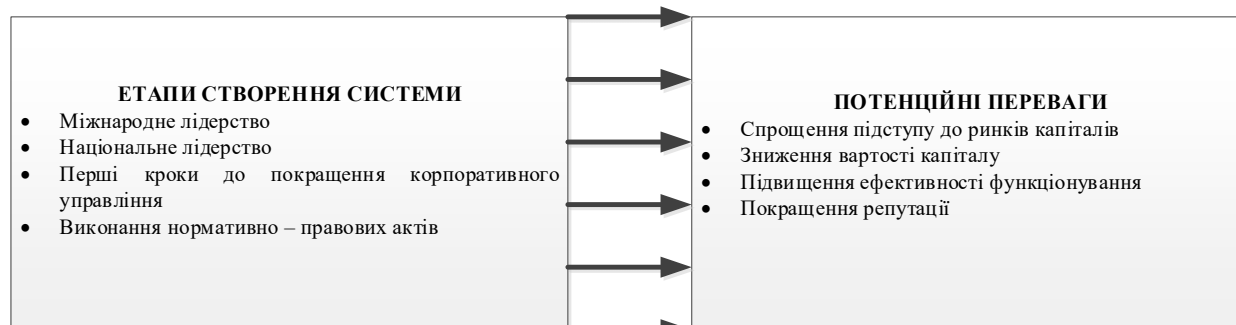 ЕТАПИ СТВОРЕННЯ СИСТЕМИ
• Міжнародне лідерство
• Національне лідерство
• Перші кроки до покращення корпоративного
управління
• Виконання нормативно – правових актів
ПОТЕНЦІЙНІ ПЕРЕВАГИ
• Спрощення підступу до ринків капіталів
• Зниження вартості капіталу
• Підвищення ефективності функціонування
• Покращення репутації